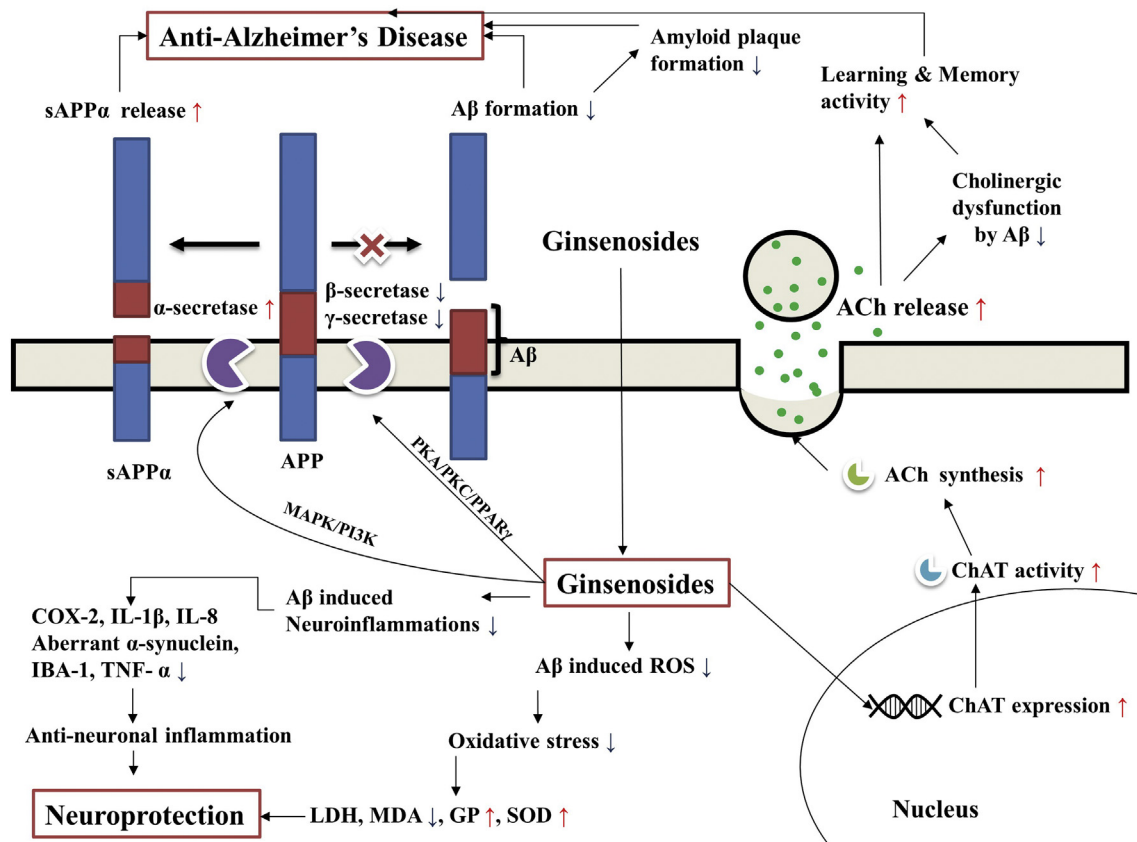 Anti-Alzheimer's Disease
Amyloid plaque
formation ↓
Learning & Memory
activity ↑
sAPPα release ↑
Aβ formation ↓
Cholinergic
dysfunction
by Aβ ↓
Ginsenosides
α-secretase ↑
β-secretase ↓
γ-secretase ↓
Aβ
ACh release ↑
sAPPα
APP
PKA/PKC/PPARγ
MAPK/PI3K
ACh synthesis ↑
ChAT activity ↑
Ginsenosides
Aβ induced
Neuroinflammations ↓
COX-2, IL-1β, IL-8
Aberrant α-synuclein,
IBA-1, TNF- α ↓
Aβ induced ROS ↓
ChAT expression ↑
Anti-neuronal inflammation
Oxidative stress ↓
Neuroprotection
LDH, MDA ↓, GP ↑, SOD ↑
Nucleus